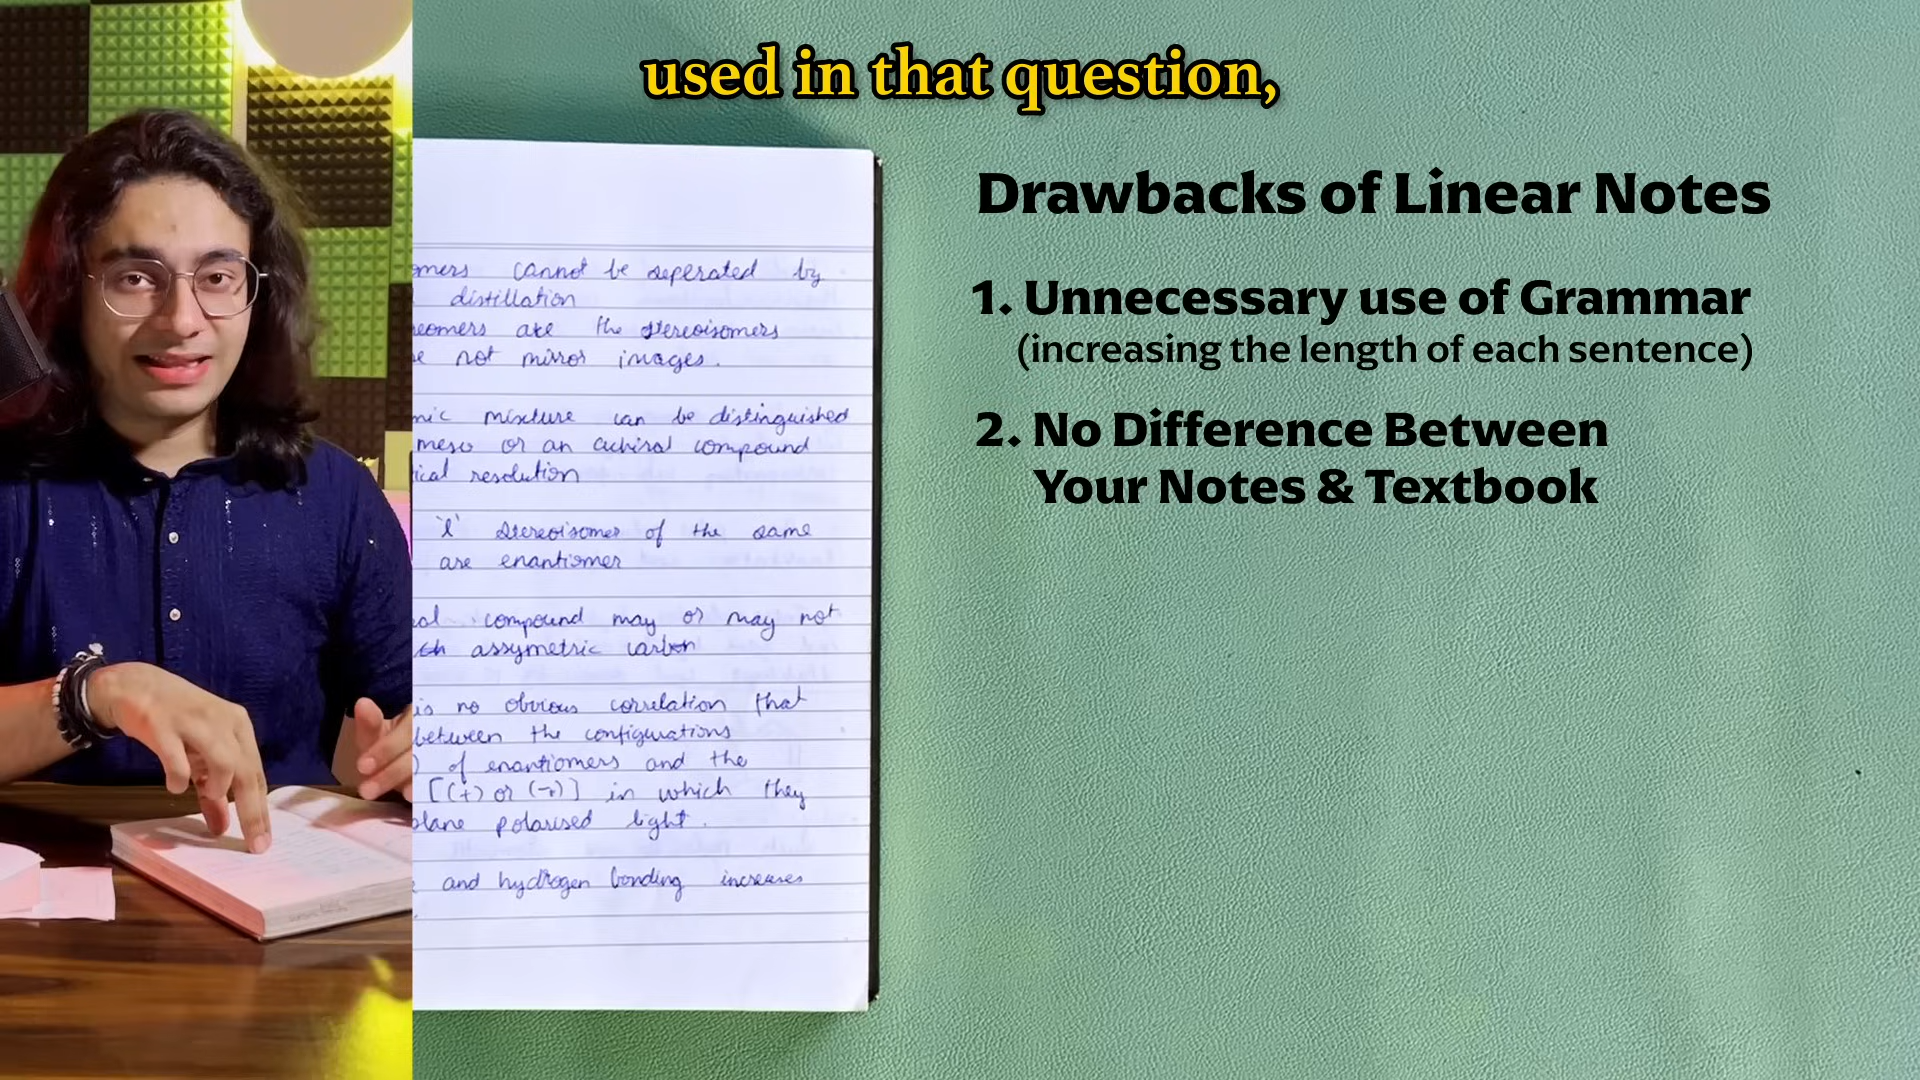 used in that question,
Drawbacks of Linear Notes
1. Unnecessary use of Grammar
(increasing the length of each sentence)
2. No Difference Between
Your Notes & Textbook
omers cannot be seperated by
distillation
reomers are the stereoisomers
e not mirror images.
mic mixture can be distinguished
meso or an achiral compound
ical resolution
'l' stereoisomer of the same
are enantiomer
al compound may or may not
assymetric carbon
is no obvious correlation that
between the configurations
) of enantiomers and the
[(+) or (-)] in which they
plane polarised light.
and hydrogen bonding increases